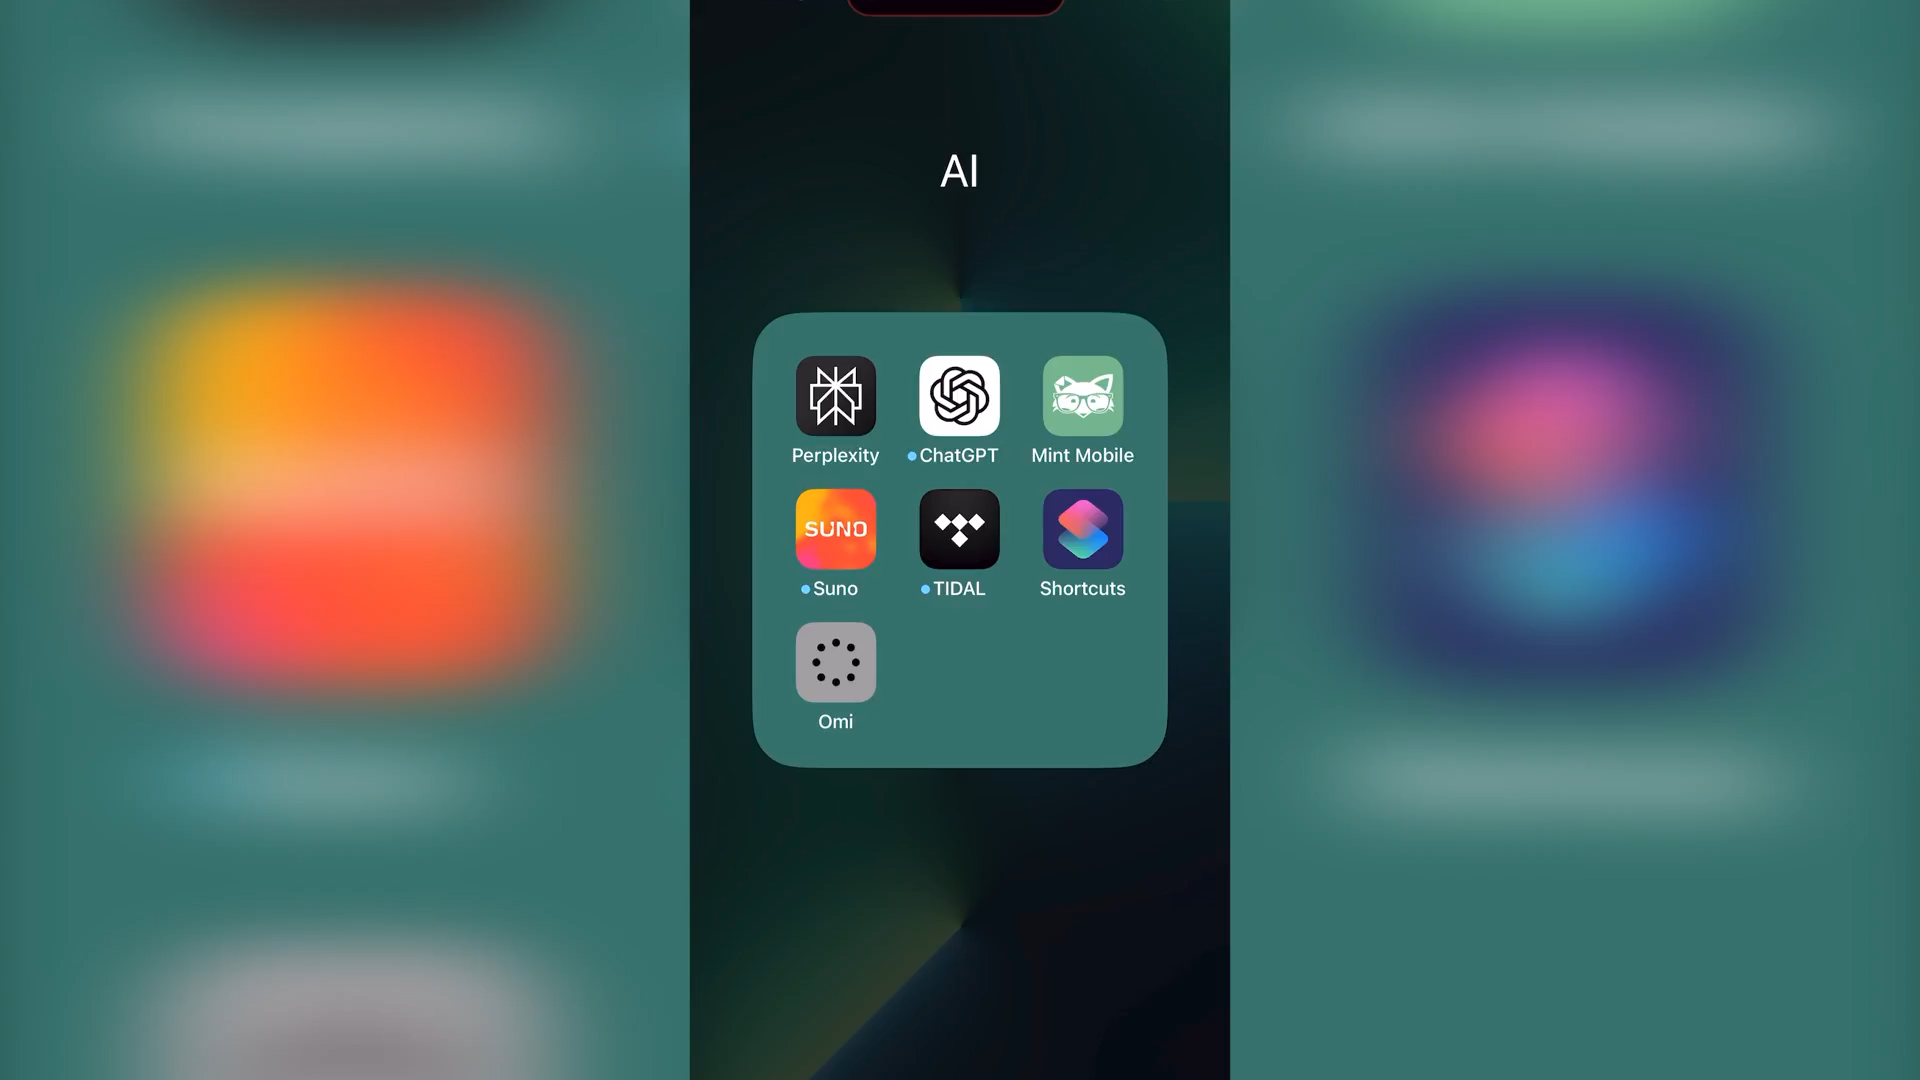 AI
Perplexity
ChatGPT
Mint Mobile
SUNO
Suno
TIDAL
Shortcuts
Omi